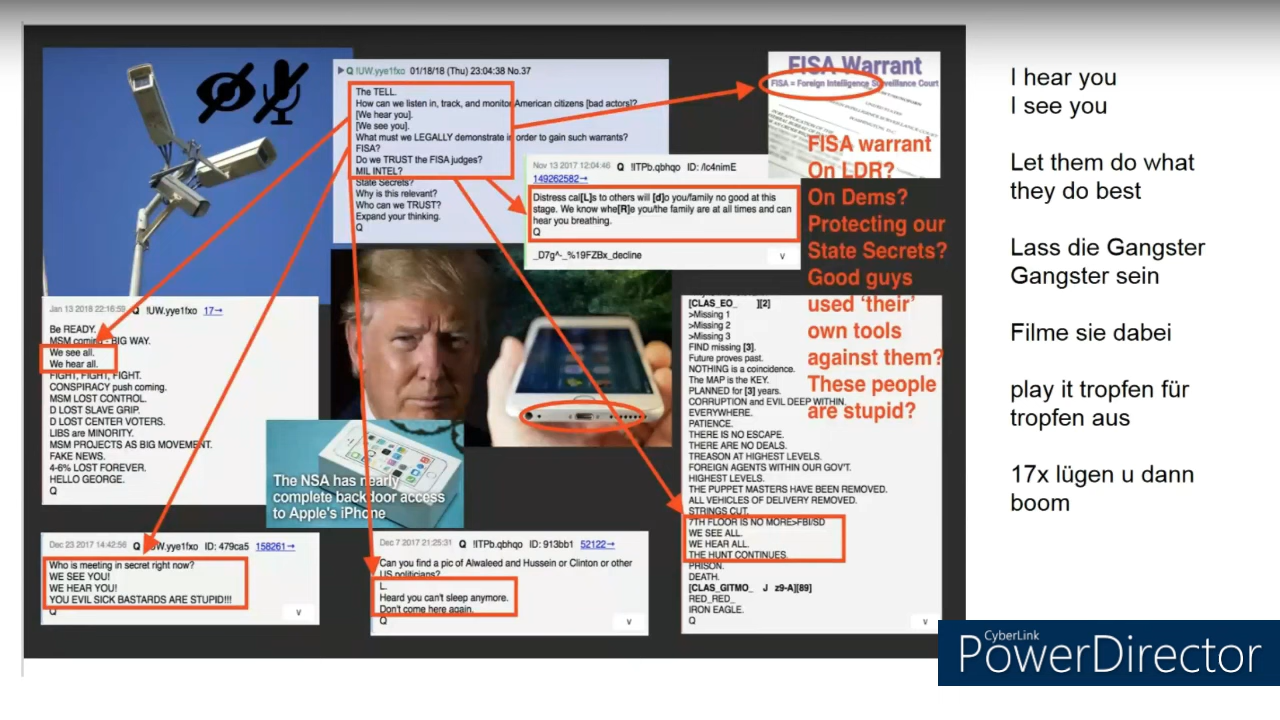 Q !UW.yye1fxo 01/18/18 (Thu) 23:04:38 No.37
The TELL.
How can we listen in, track, and monitor American citizens [bad actors]?
[We hear you].
[We see you].
What must we LEGALLY demonstrate in order to gain such warrants?
FISA?
Do we TRUST the FISA judges?
MIL INTEL?
State Secrets?
Why is this relevant?
Who can we TRUST?
Expand your thinking.
Q
FISA Warrant
FISA = Foreign Intelligence Surveillance Court
FISA warrant
On LDR?
On Dems?
Protecting our
State Secrets?
Good guys
used ‘their’
own tools
against them?
These people
are stupid?
Nov 13 2017 12:04:46 Q !ITPb.qbhqo ID: /lc4nimE
149262582→
Distress cal[L]s to others will [d]o you/family no good at this
stage. We know whe[R]e you/the family are at all times and can
hear you breathing.
Q
_D7g^-_%19FZBx_decline
Jan 13 2018 22:16:59 Q !UW.yye1fxo 17→
Be READY.
MSM coming - BIG WAY.
We see all.
We hear all.
FIGHT, FIGHT, FIGHT.
CONSPIRACY push coming.
MSM LOST CONTROL.
D LOST SLAVE GRIP.
D LOST CENTER VOTERS.
LIBS are MINORITY.
MSM PROJECTS AS BIG MOVEMENT.
FAKE NEWS.
4-6% LOST FOREVER.
HELLO GEORGE.
Q
The NSA has nearly
complete backdoor access
to Apple's iPhone
[CLAS_EO_ ][2]
>Missing 1
>Missing 2
>Missing 3
FIND missing [3].
Future proves past.
NOTHING is a coincidence.
The MAP is the KEY.
PLANNED for [3] years.
CORRUPTION and EVIL DEEP WITHIN.
EVERYWHERE.
PATIENCE.
THERE IS NO ESCAPE.
THERE ARE NO DEALS.
TREASON AT HIGHEST LEVELS.
FOREIGN AGENTS WITHIN OUR GOV'T.
HIGHEST LEVELS.
THE PUPPET MASTERS HAVE BEEN REMOVED.
ALL VEHICLES OF DELIVERY REMOVED.
STRINGS CUT.
7TH FLOOR IS NO MORE>FBI/SD
WE SEE ALL.
WE HEAR ALL.
THE HUNT CONTINUES.
PRISON.
DEATH.
[CLAS_GITMO_ J z9-A][89]
RED_RED_
IRON EAGLE.
Q
Dec 23 2017 14:42:56 Q !UW.yye1fxo ID: 479ca5 158261→
Who is meeting in secret right now?
WE SEE YOU!
WE HEAR YOU!
YOU EVIL SICK BASTARDS ARE STUPID!!!
Q
Dec 7 2017 21:25:31 Q !ITPb.qbhqo ID: 913bb1 52122→
Can you find a pic of Alwaleed and Hussein or Clinton or other
US politicians?
L.
Heard you can't sleep anymore.
Don't come here again.
Q
I hear you
I see you
Let them do what
they do best
Lass die Gangster
Gangster sein
Filme sie dabei
play it tropfen für
tropfen aus
17x lügen u dann
boom
CyberLink
PowerDirector